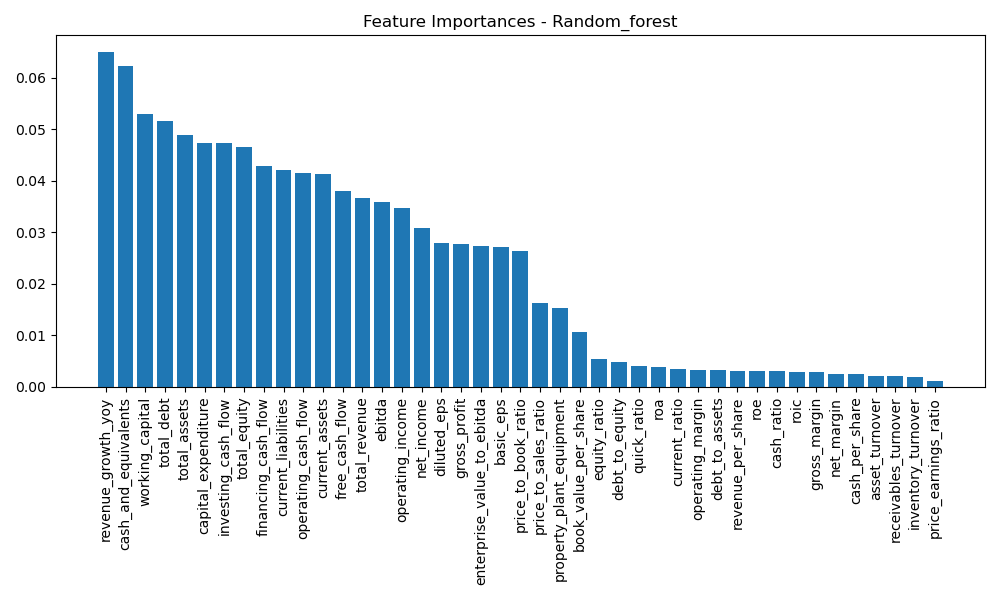 Feature Importances - Random_forest
0.06
0.05
0.04
0.03
0.02
0.01
0.00
revenue_growth_yoy
cash_and_equivalents
working_capital
total_debt
total_assets
capital_expenditure
investing_cash_flow
total_equity
financing_cash_flow
current_liabilities
operating_cash_flow
current_assets
free_cash_flow
total_revenue
ebitda
operating_income
net_income
diluted_eps
gross_profit
enterprise_value_to_ebitda
basic_eps
price_to_book_ratio
price_to_sales_ratio
property_plant_equipment
book_value_per_share
equity_ratio
debt_to_equity
quick_ratio
roa
current_ratio
operating_margin
debt_to_assets
revenue_per_share
roe
cash_ratio
roic
gross_margin
net_margin
cash_per_share
asset_turnover
receivables_turnover
inventory_turnover
price_earnings_ratio